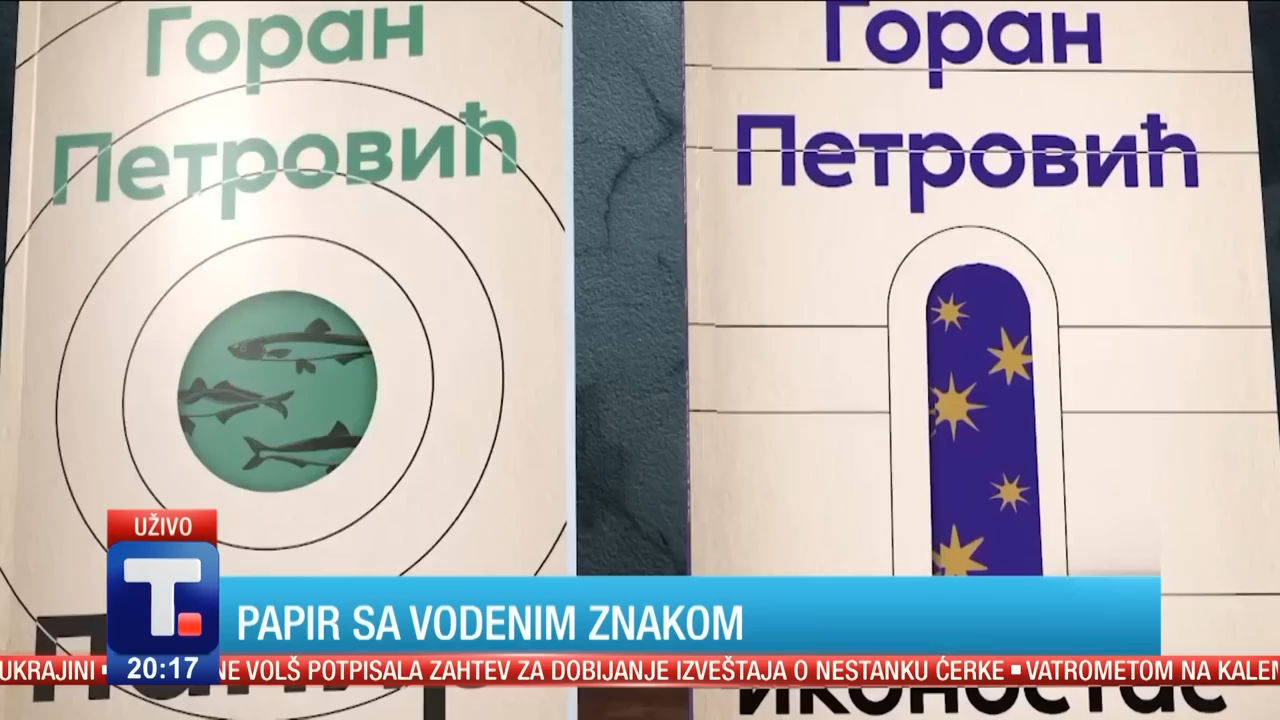 Горан
Петровић
Горан
Петровић
UŽIVO
T.
PAPIR SA VODENIM ZNAKOM
20:17
UKRAJINI ▪ NE VOLŠ POTPISALA ZAHTEV ZA DOBIJANJE IZVEŠTAJA O NESTANKU ĆERKE ▪ VATROMETOM NA KALEM
иконостас